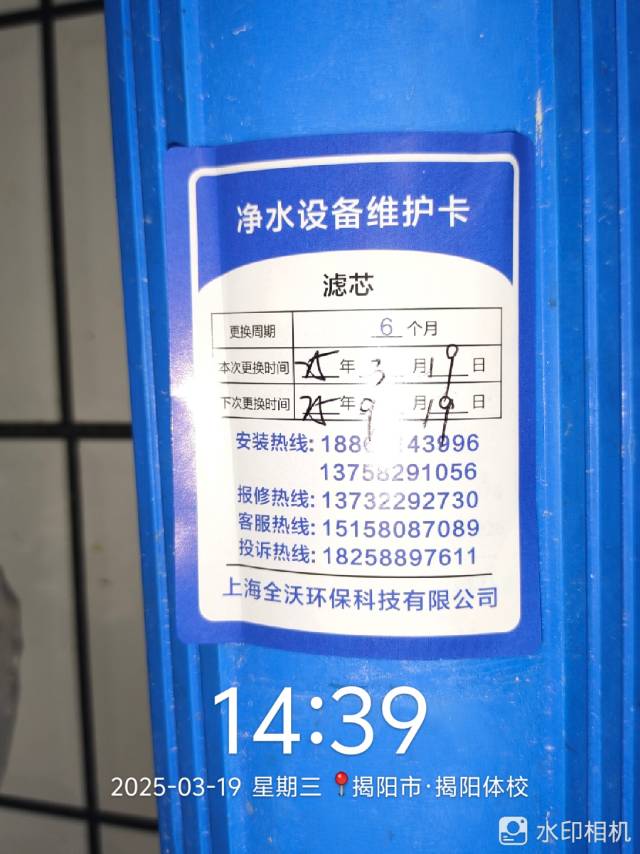 净水设备维护卡
滤芯
更换周期 6 个月
本次更换时间 25 年 3 月 19 日
下次更换时间 25 年 9 月 19 日
安装热线:
13758291056
报修热线: 13732292730
客服热线: 15158087089
投诉热线: 18258897611
上海全沃环保科技有限公司
14:39
2025-03-19 星期三 揭阳市·揭阳体校
水印相机